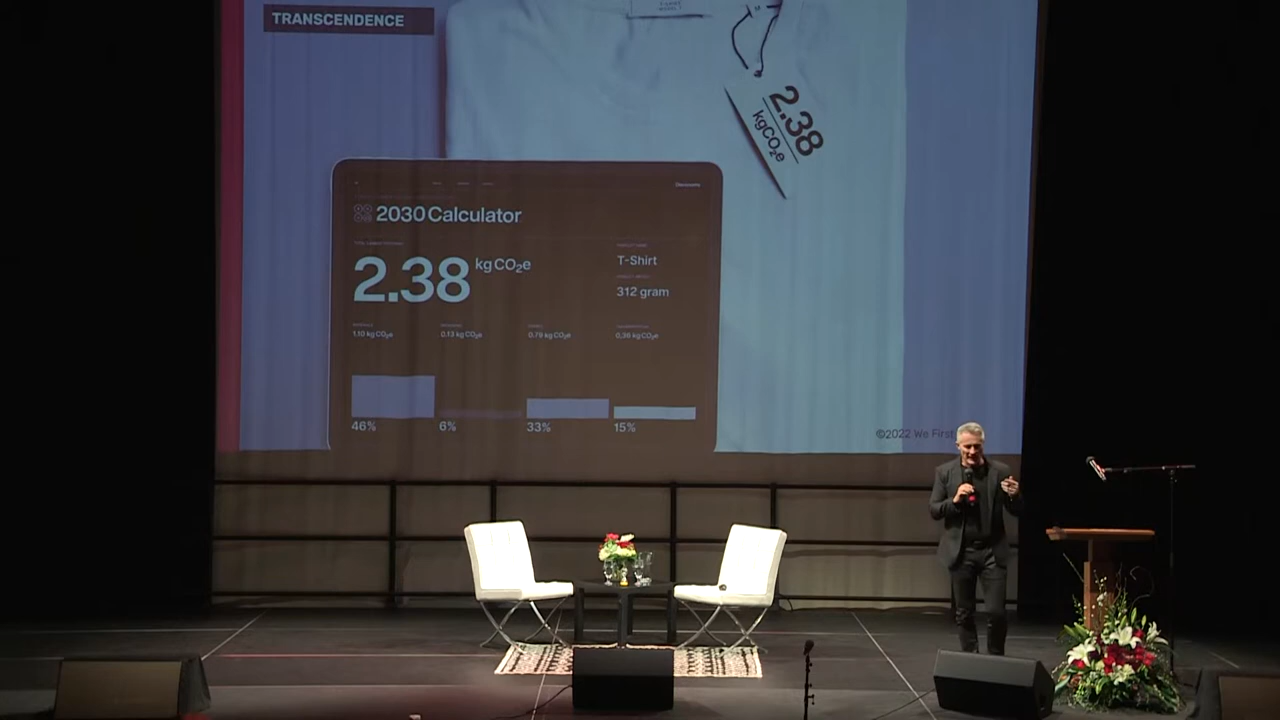 TRANSCENDENCE
2.38
kgCO₂e
2030 Calculator
2.38 kg CO₂e
T-Shirt
312 gram
1.10 kg CO₂e
0.13 kg CO₂e
0.79 kg CO₂e
0.36 kg CO₂e
46%
6%
33%
15%
©2022 We First